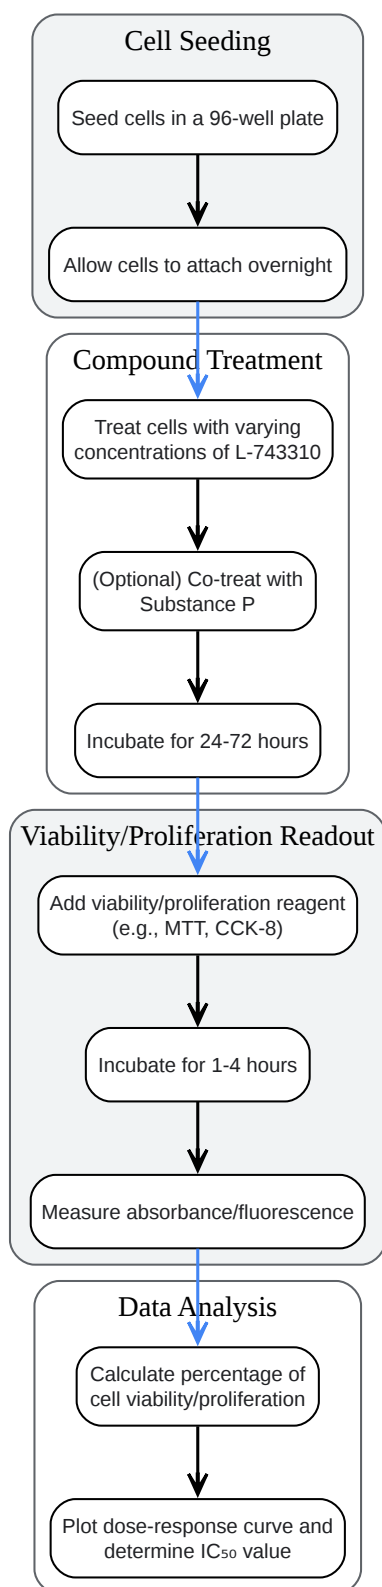 Cell Seeding
Seed cells in a 96-well plate
Allow cells to attach overnight
Compound Treatment
Treat cells with varying
concentrations of L-743310
(Optional) Co-treat with
Substance P
Incubate for 24-72 hours
Viability/Proliferation Readout
Add viability/proliferation reagent
(e.g., MTT, CCK-8)
Incubate for 1-4 hours
Measure absorbance/fluorescence
Data Analysis
Calculate percentage of
cell viability/proliferation
Plot dose-response curve and
determine IC₅₀ value